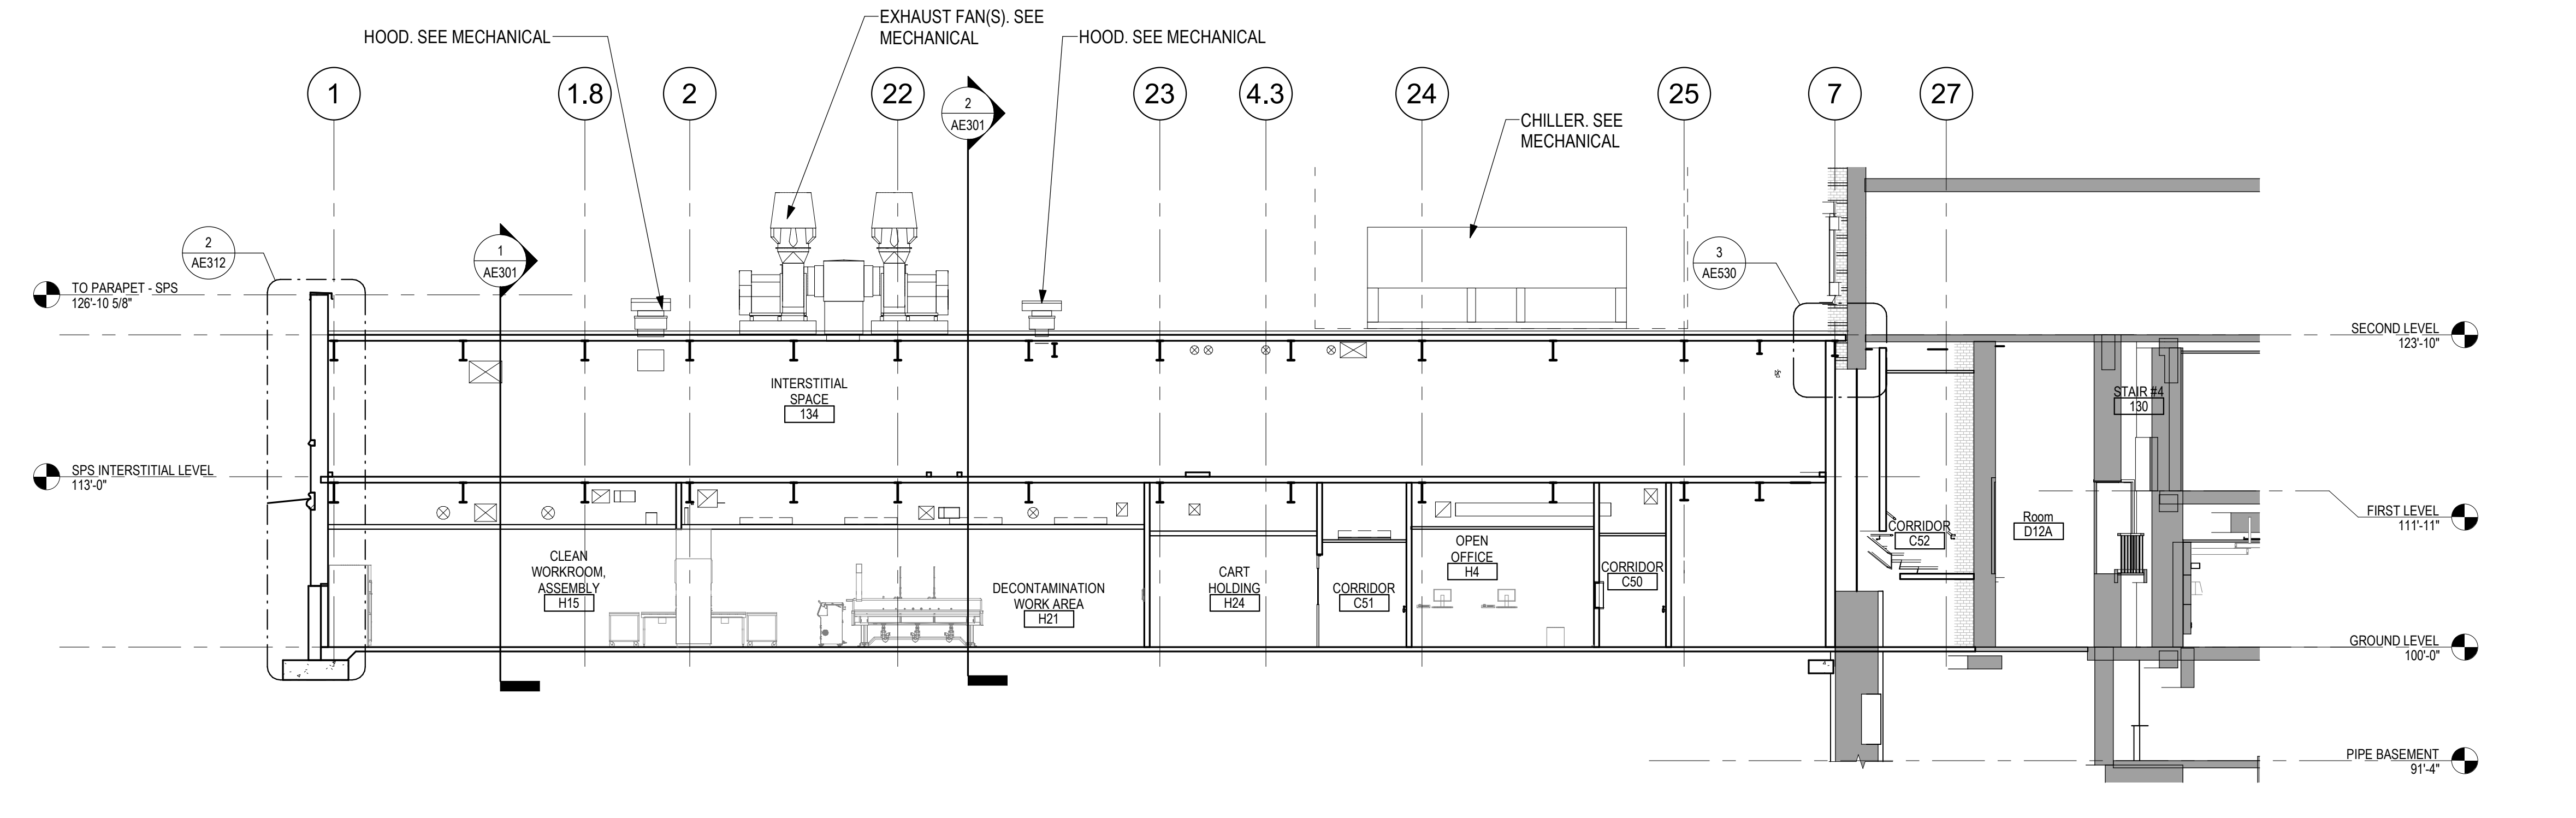 EXHAUST FAN(S). SEE
MECHANICAL
HOOD. SEE MECHANICAL
HOOD. SEE MECHANICAL
1
1.8
2
22
2
AE301
23
4.3
24
25
7
27
CHILLER. SEE
MECHANICAL
2
AE312
1
AE301
3
AE530
TO PARAPET - SPS
126'-10 5/8"
SECOND LEVEL
123'-10"
INTERSTITIAL
SPACE
134
STAIR #4
130
SPS INTERSTITIAL LEVEL
113'-0"
FIRST LEVEL
111'-11"
CORRIDOR
C52
Room
D12A
CLEAN
WORKROOM,
ASSEMBLY
H15
DECONTAMINATION
WORK AREA
H21
CART
HOLDING
H24
CORRIDOR
C51
OPEN
OFFICE
H4
CORRIDOR
C50
GROUND LEVEL
100'-0"
PIPE BASEMENT
91'-4"